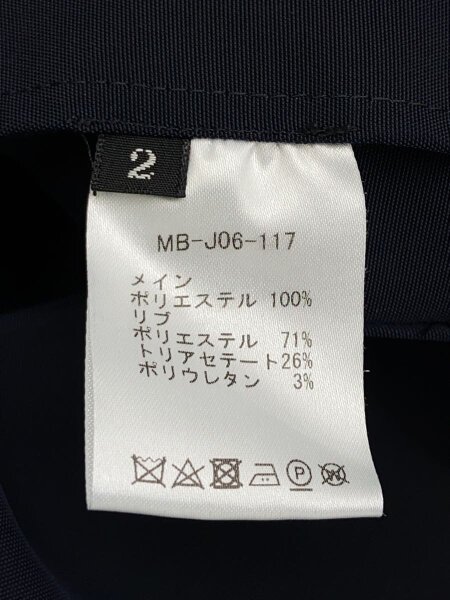 2
MB-J06-117
メイン
ポリエステル 100%
リブ
ポリエステル 71%
トリアセテート26%
ポリウレタン 3%
P
W